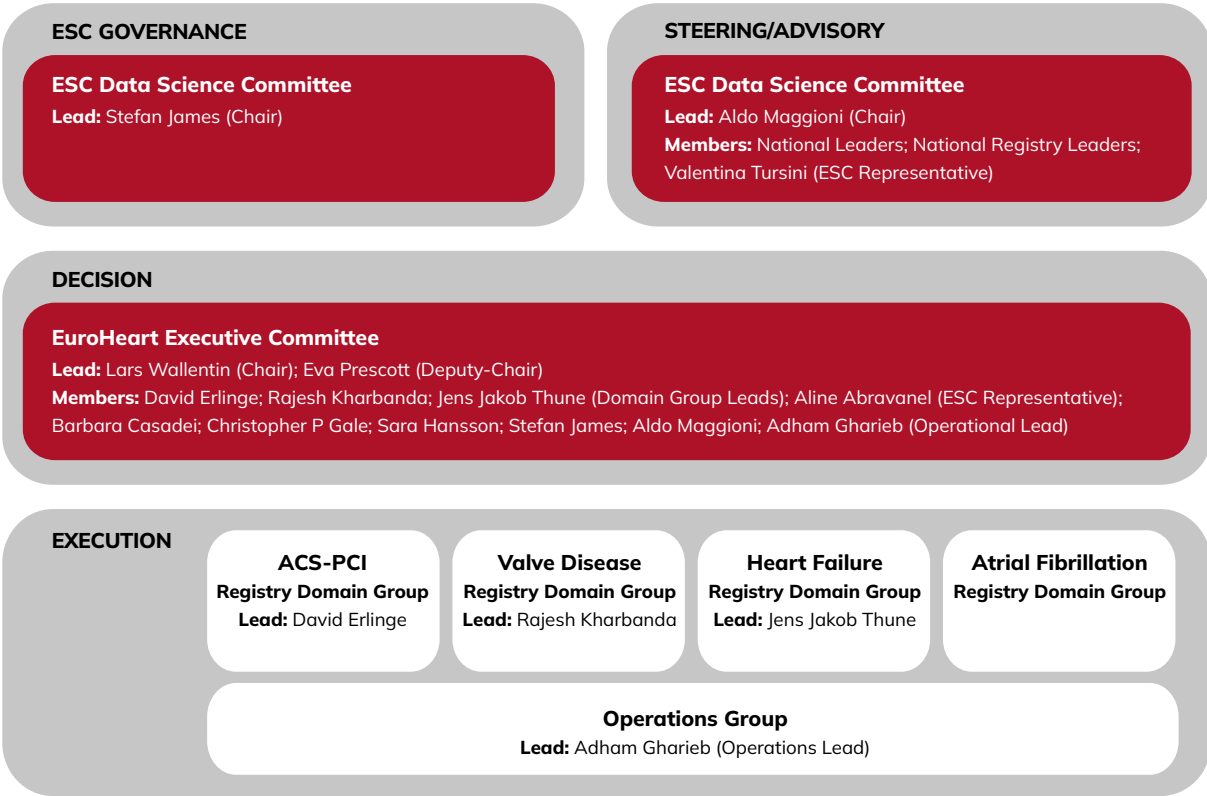 ESC GOVERNANCE
ESC Data Science Committee
Lead: Stefan James (Chair)
STEERING/ADVISORY
ESC Data Science Committee
Lead: Aldo Maggioni (Chair)
Members: National Leaders; National Registry Leaders;
Valentina Tursini (ESC Representative)
DECISION
EuroHeart Executive Committee
Lead: Lars Wallentin (Chair); Eva Prescott (Deputy-Chair)
Members: David Erlinge; Rajesh Kharbanda; Jens Jakob Thune (Domain Group Leads); Aline Abravanel (ESC Representative);
Barbara Casadei; Christopher P Gale; Sara Hansson; Stefan James; Aldo Maggioni; Adham Gharieb (Operational Lead)
EXECUTION
ACS-PCI
Registry Domain Group
Lead: David Erlinge
Valve Disease
Registry Domain Group
Lead: Rajesh Kharbanda
Heart Failure
Registry Domain Group
Lead: Jens Jakob Thune
Atrial Fibrillation
Registry Domain Group
Operations Group
Lead: Adham Gharieb (Operations Lead)